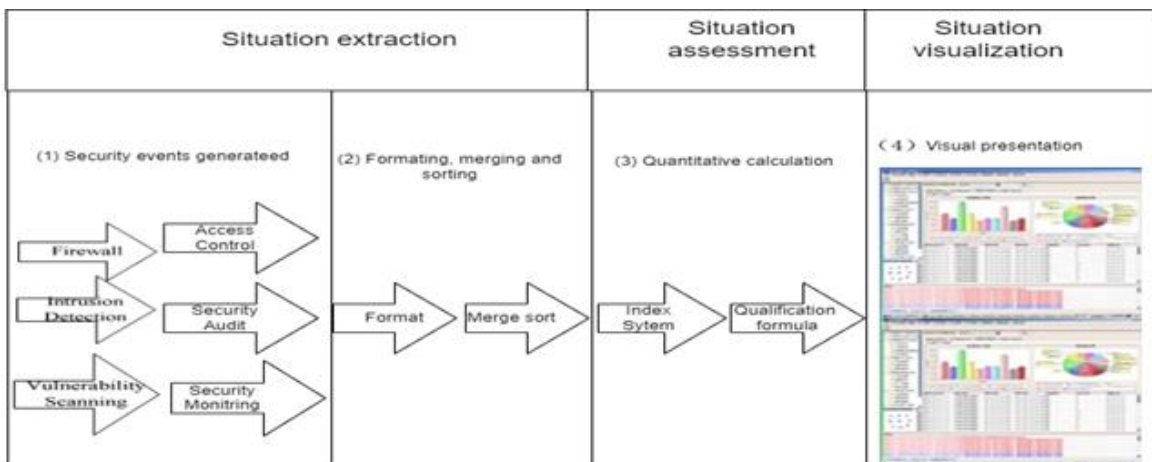 Situation extraction
Situation
assessment
Situation
visualization
(1) Security events generateed
(2) Formating, merging and
sorting
(3) Quantitative calculation
(4) Visual presentation
Firewall
Access
Control
Intrusion
Detection
Security
Audit
Vulnerability
Scanning
Security
Monitring
Format
Merge sort
Index
Sytem
Qualification
formula